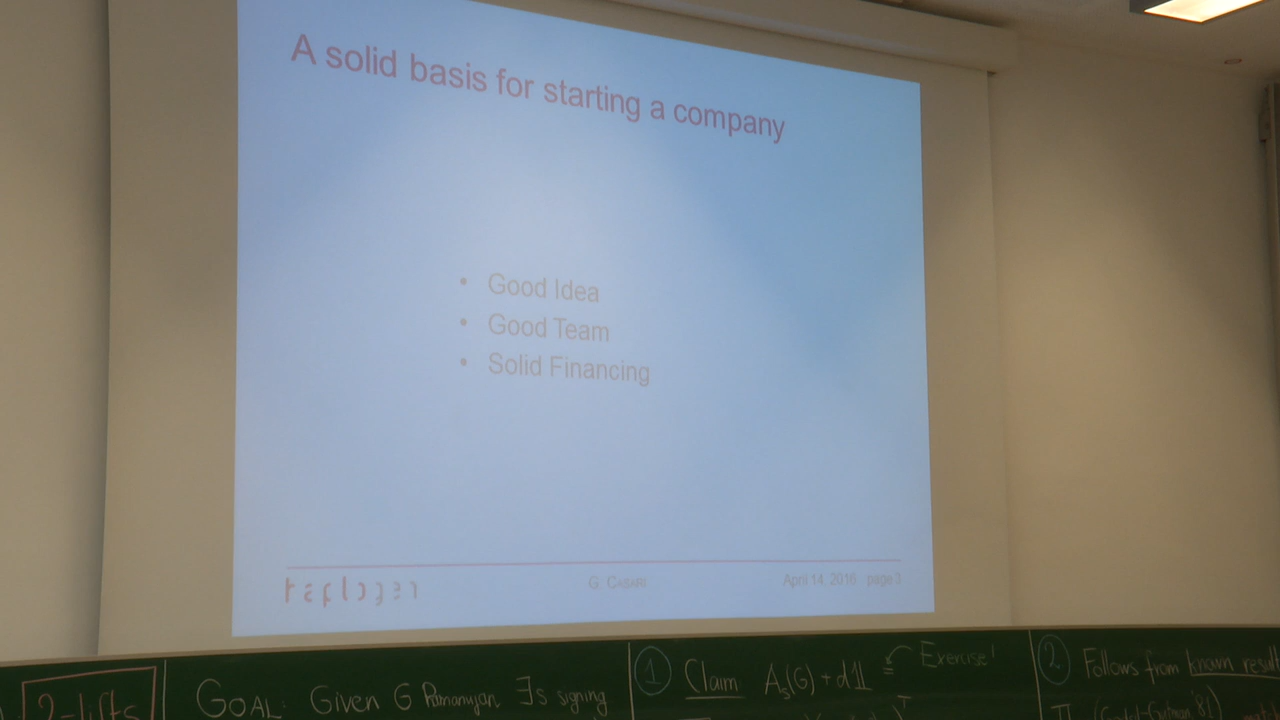 A solid basis for starting a company
• Good Idea
• Good Team
• Solid Financing
G. CASARI
April 14, 2016 page 3
2-lifts
GOAL: Given G Ramanujan, ∃s signing
1 Claim As(G) + d1 =
Exercise!
2 Follows from known result